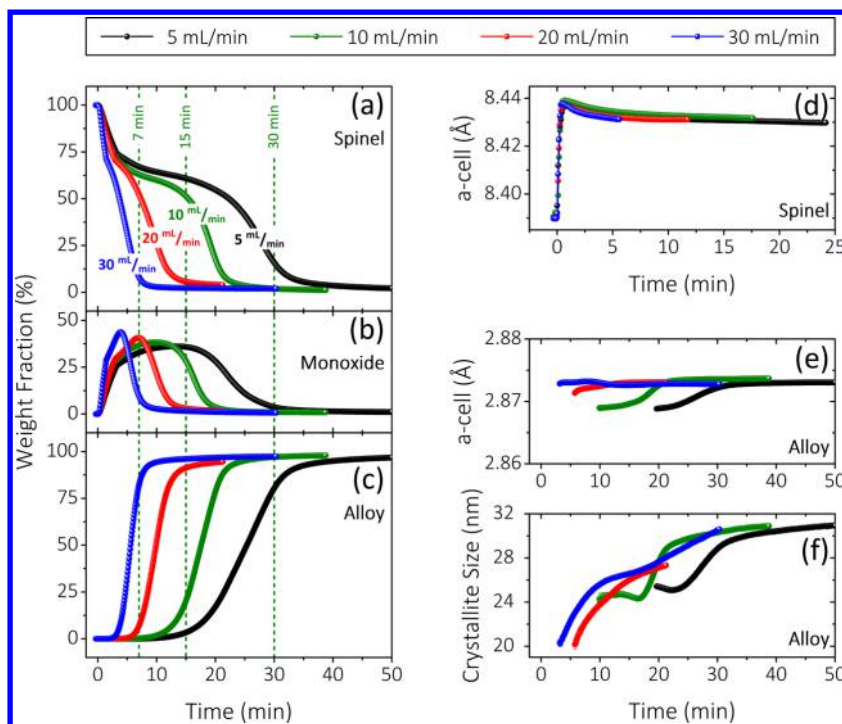 5 mL/min 10 mL/min 20 mL/min 30 mL/min
(a)
Spinel
7 min
15 min
30 min
10 mL/min
5 mL/min
20 mL/min
30 mL/min
100
75
50
25
0
(b)
Monoxide
50
25
0
(c)
Alloy
100
75
50
25
0
Weight Fraction (%)
0 10 20 30 40 50
Time (min)
(d)
Spinel
8.44
8.42
8.40
a-cell (Å)
0 5 10 15 20 25
Time (min)
(e)
Alloy
2.88
2.87
2.86
a-cell (Å)
0 10 20 30 40 50
(f)
Alloy
32
28
24
20
Crystallite Size (nm)
0 10 20 30 40 50
Time (min)